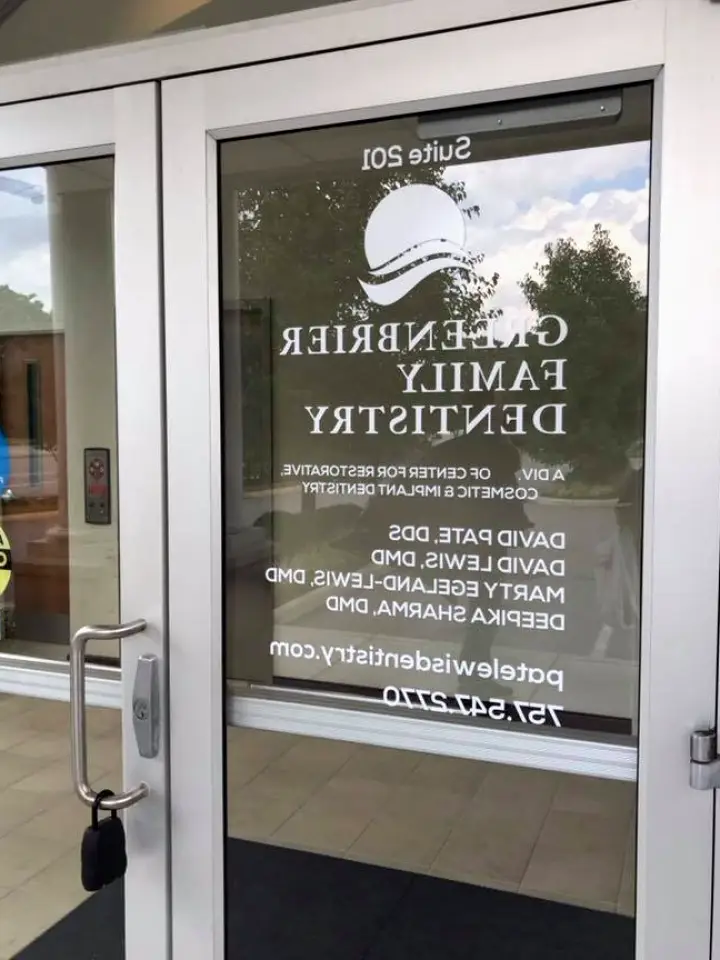 Suite 201
GREENBRIER
FAMILY
DENTISTRY
A DIV. OF CENTER FOR RESTORATIVE,
COSMETIC & IMPLANT DENTISTRY
DAVID PATE, DDS
DAVID LEWIS, DMD
MARTY EGELAND-LEWIS, DMD
DEEPIKA SHARMA, DMD
patelewisdentistry.com
757.547.2770